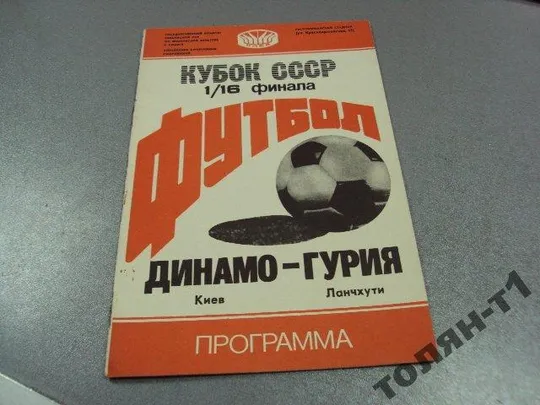 КУБОК СССР
1/16 финала
ФУТБОЛ
ДИНАМО-ГУРИЯ
Киев Ланчхути
ПРОГРАММА
ТОЛЯН-Т1